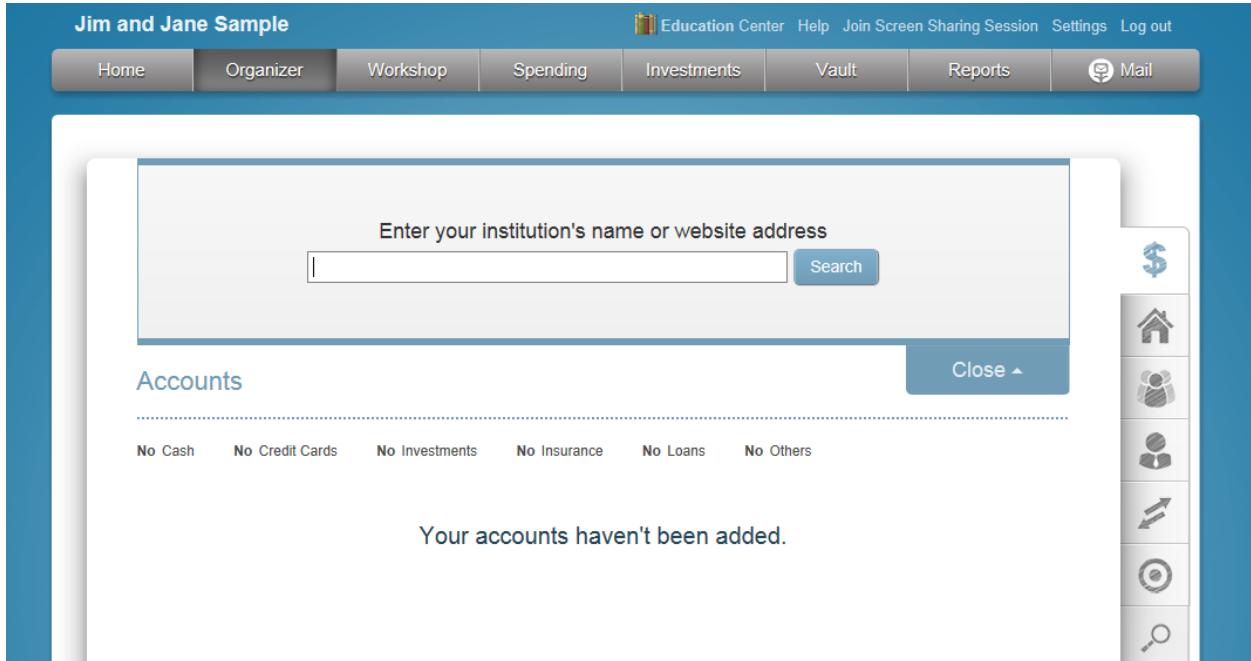 Jim and Jane Sample Education Center Help Join Screen Sharing Session Settings Log out
Home Organizer Workshop Spending Investments Vault Reports Mail
Enter your institution's name or website address
Search
Close
Accounts
No Cash No Credit Cards No Investments No Insurance No Loans No Others
Your accounts haven't been added.
$